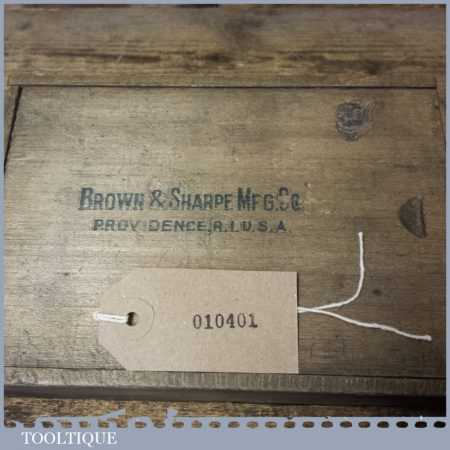 BROWN & SHARPE MFG. CO.
PROVIDENCE, R.I. U.S.A.
010401
TOOLTIQUE